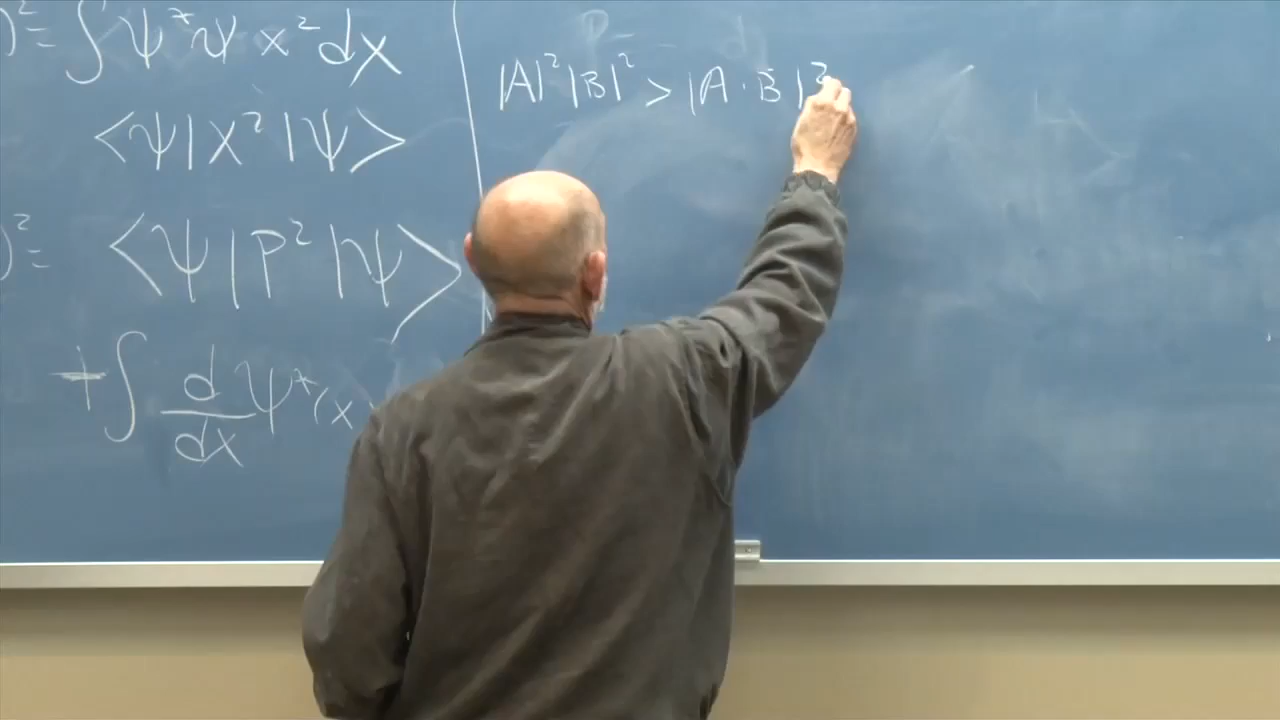 )² = ∫ψ*ψ x² dx
<ψ|X²|ψ>
)² = <ψ|P²|ψ>
+∫ d/dx ψ*(x)
|A|²|B|² > |A·B|²